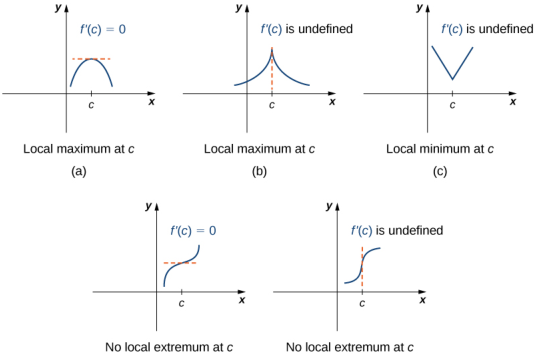 y
f′(c) = 0
c
x
Local maximum at c
(a)
y
f′(c) is undefined
c
x
Local maximum at c
(b)
y
f′(c) is undefined
c
x
Local minimum at c
(c)
y
f′(c) = 0
c
x
No local extremum at c
y
f′(c) is undefined
c
x
No local extremum at c